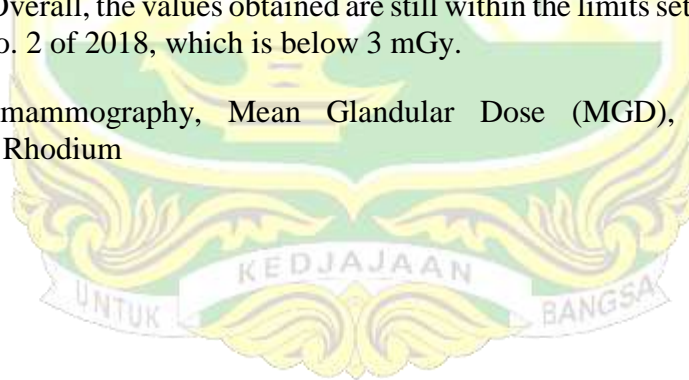 Overall, the values obtained are still within the limits set
o. 2 of 2018, which is below 3 mGy.
mammography, Mean Glandular Dose (MGD),
Rhodium
UNTUK KEDJAJAAN BANGSA